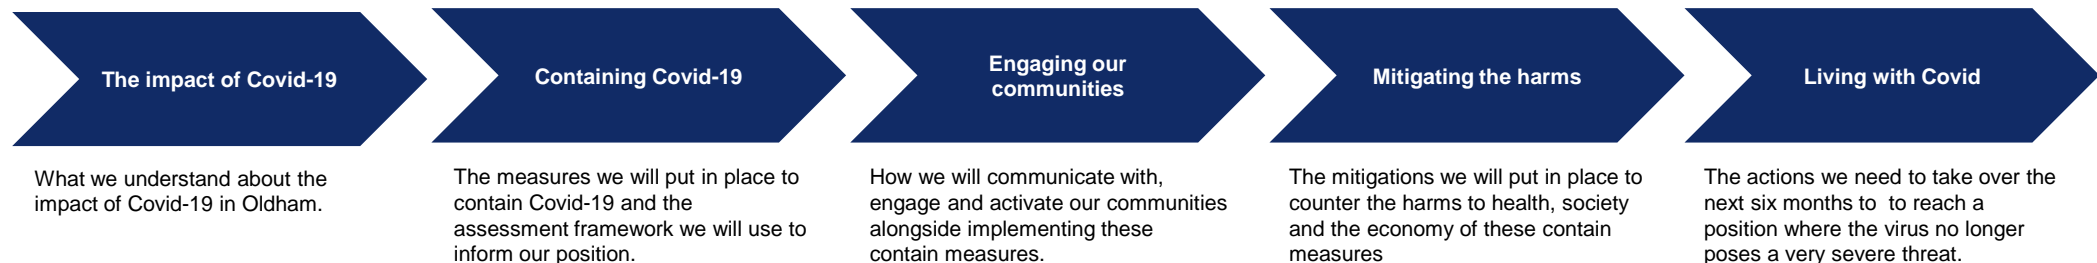 The impact of Covid-19
What we understand about the
impact of Covid-19 in Oldham.
Containing Covid-19
The measures we will put in place to
contain Covid-19 and the
assessment framework we will use to
inform our position.
Engaging our
communities
How we will communicate with,
engage and activate our communities
alongside implementing these
contain measures.
Mitigating the harms
The mitigations we will put in place to
counter the harms to health, society
and the economy of these contain
measures
Living with Covid
The actions we need to take over the
next six months to  to reach a
position where the virus no longer
poses a very severe threat.